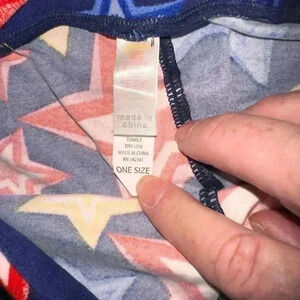 made in
china
TUMBLE
DRY LOW
MADE IN CHINA
ONE SIZE